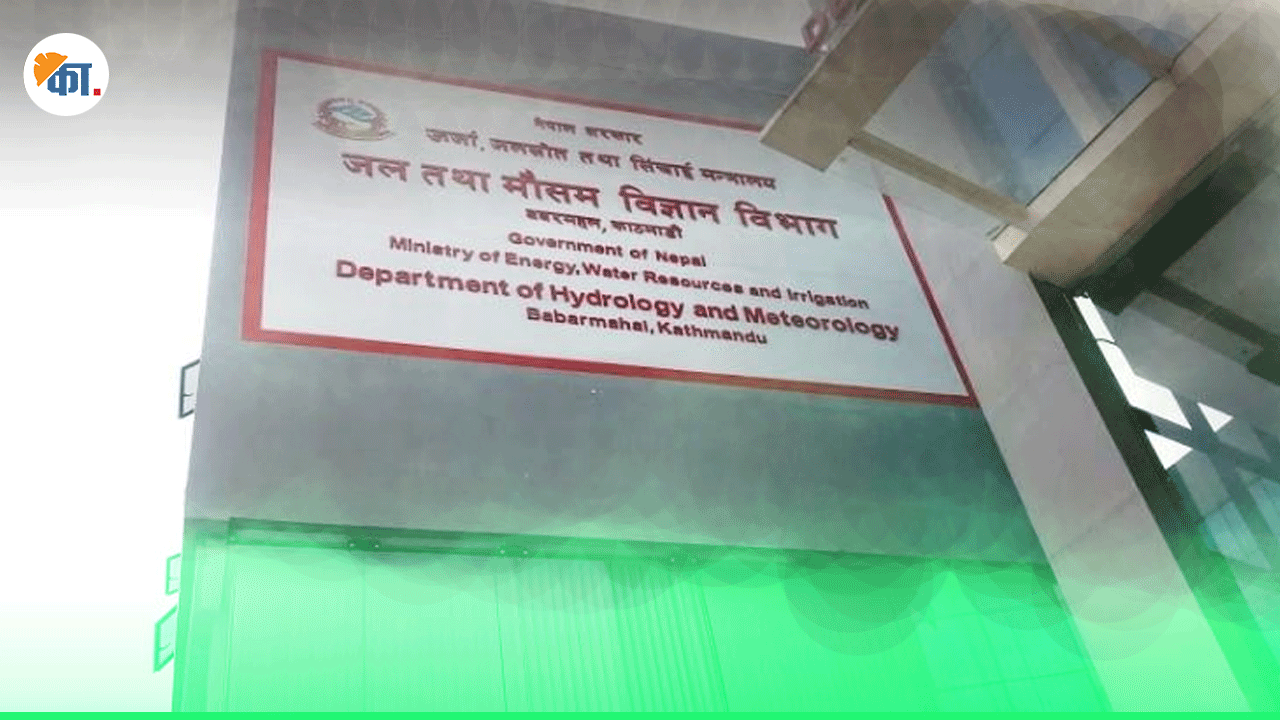 का.
नेपाल सरकार
ऊर्जा, जलस्रोत तथा सिंचाई मन्त्रालय
जल तथा मौसम विज्ञान विभाग
बबरमहल, काठमाडौं
Government of Nepal
Ministry of Energy, Water Resources and Irrigation
Department of Hydrology and Meteorology
Babarmahal, Kathmandu